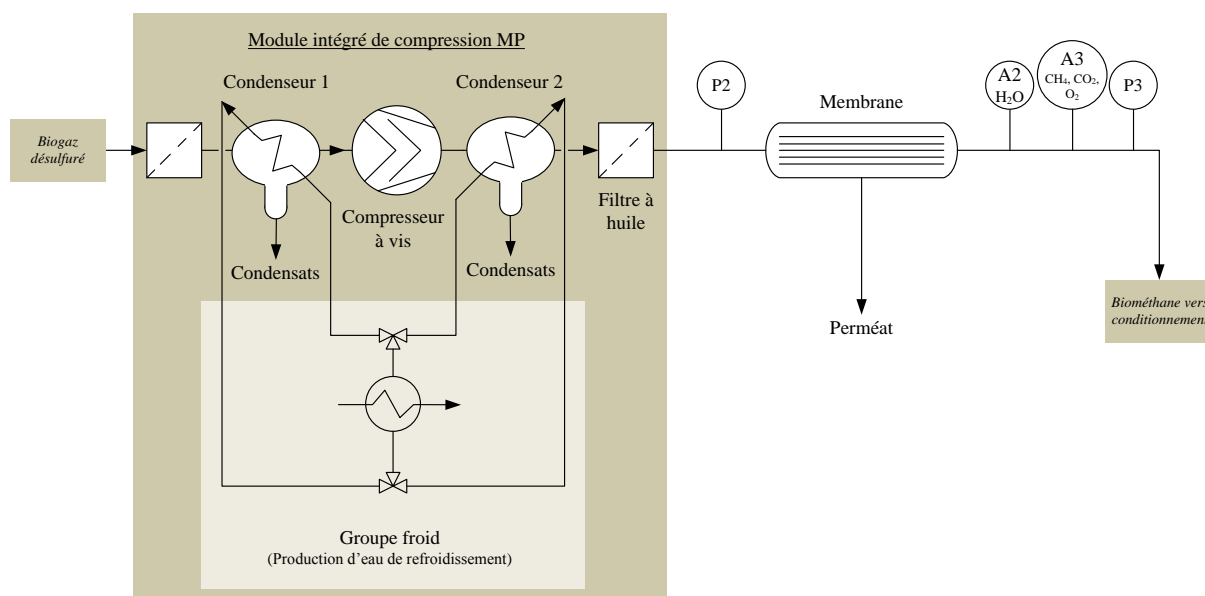 Module intégré de compression MP
Condenseur 1
Condenseur 2
Biogaz
désulfuré
Compresseur
à vis
Condensats
Condensats
Filtre à
huile
P2
Membrane
A2
H₂O
A3
CH₄, CO₂,
O₂
P3
Perméat
Biométhane vers
conditionnement
Groupe froid
(Production d’eau de refroidissement)